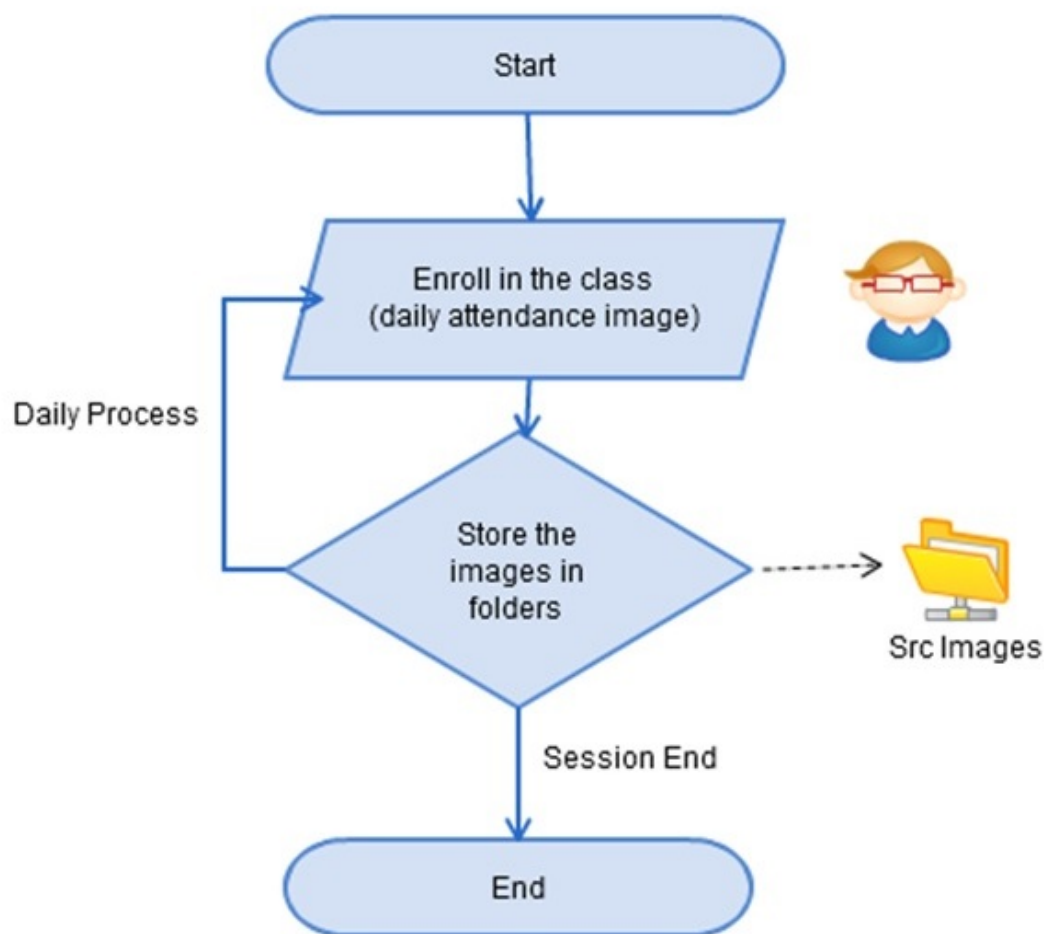 Start
Enroll in the class
(daily attendance image)
Daily Process
Store the
images in
folders
Src Images
Session End
End